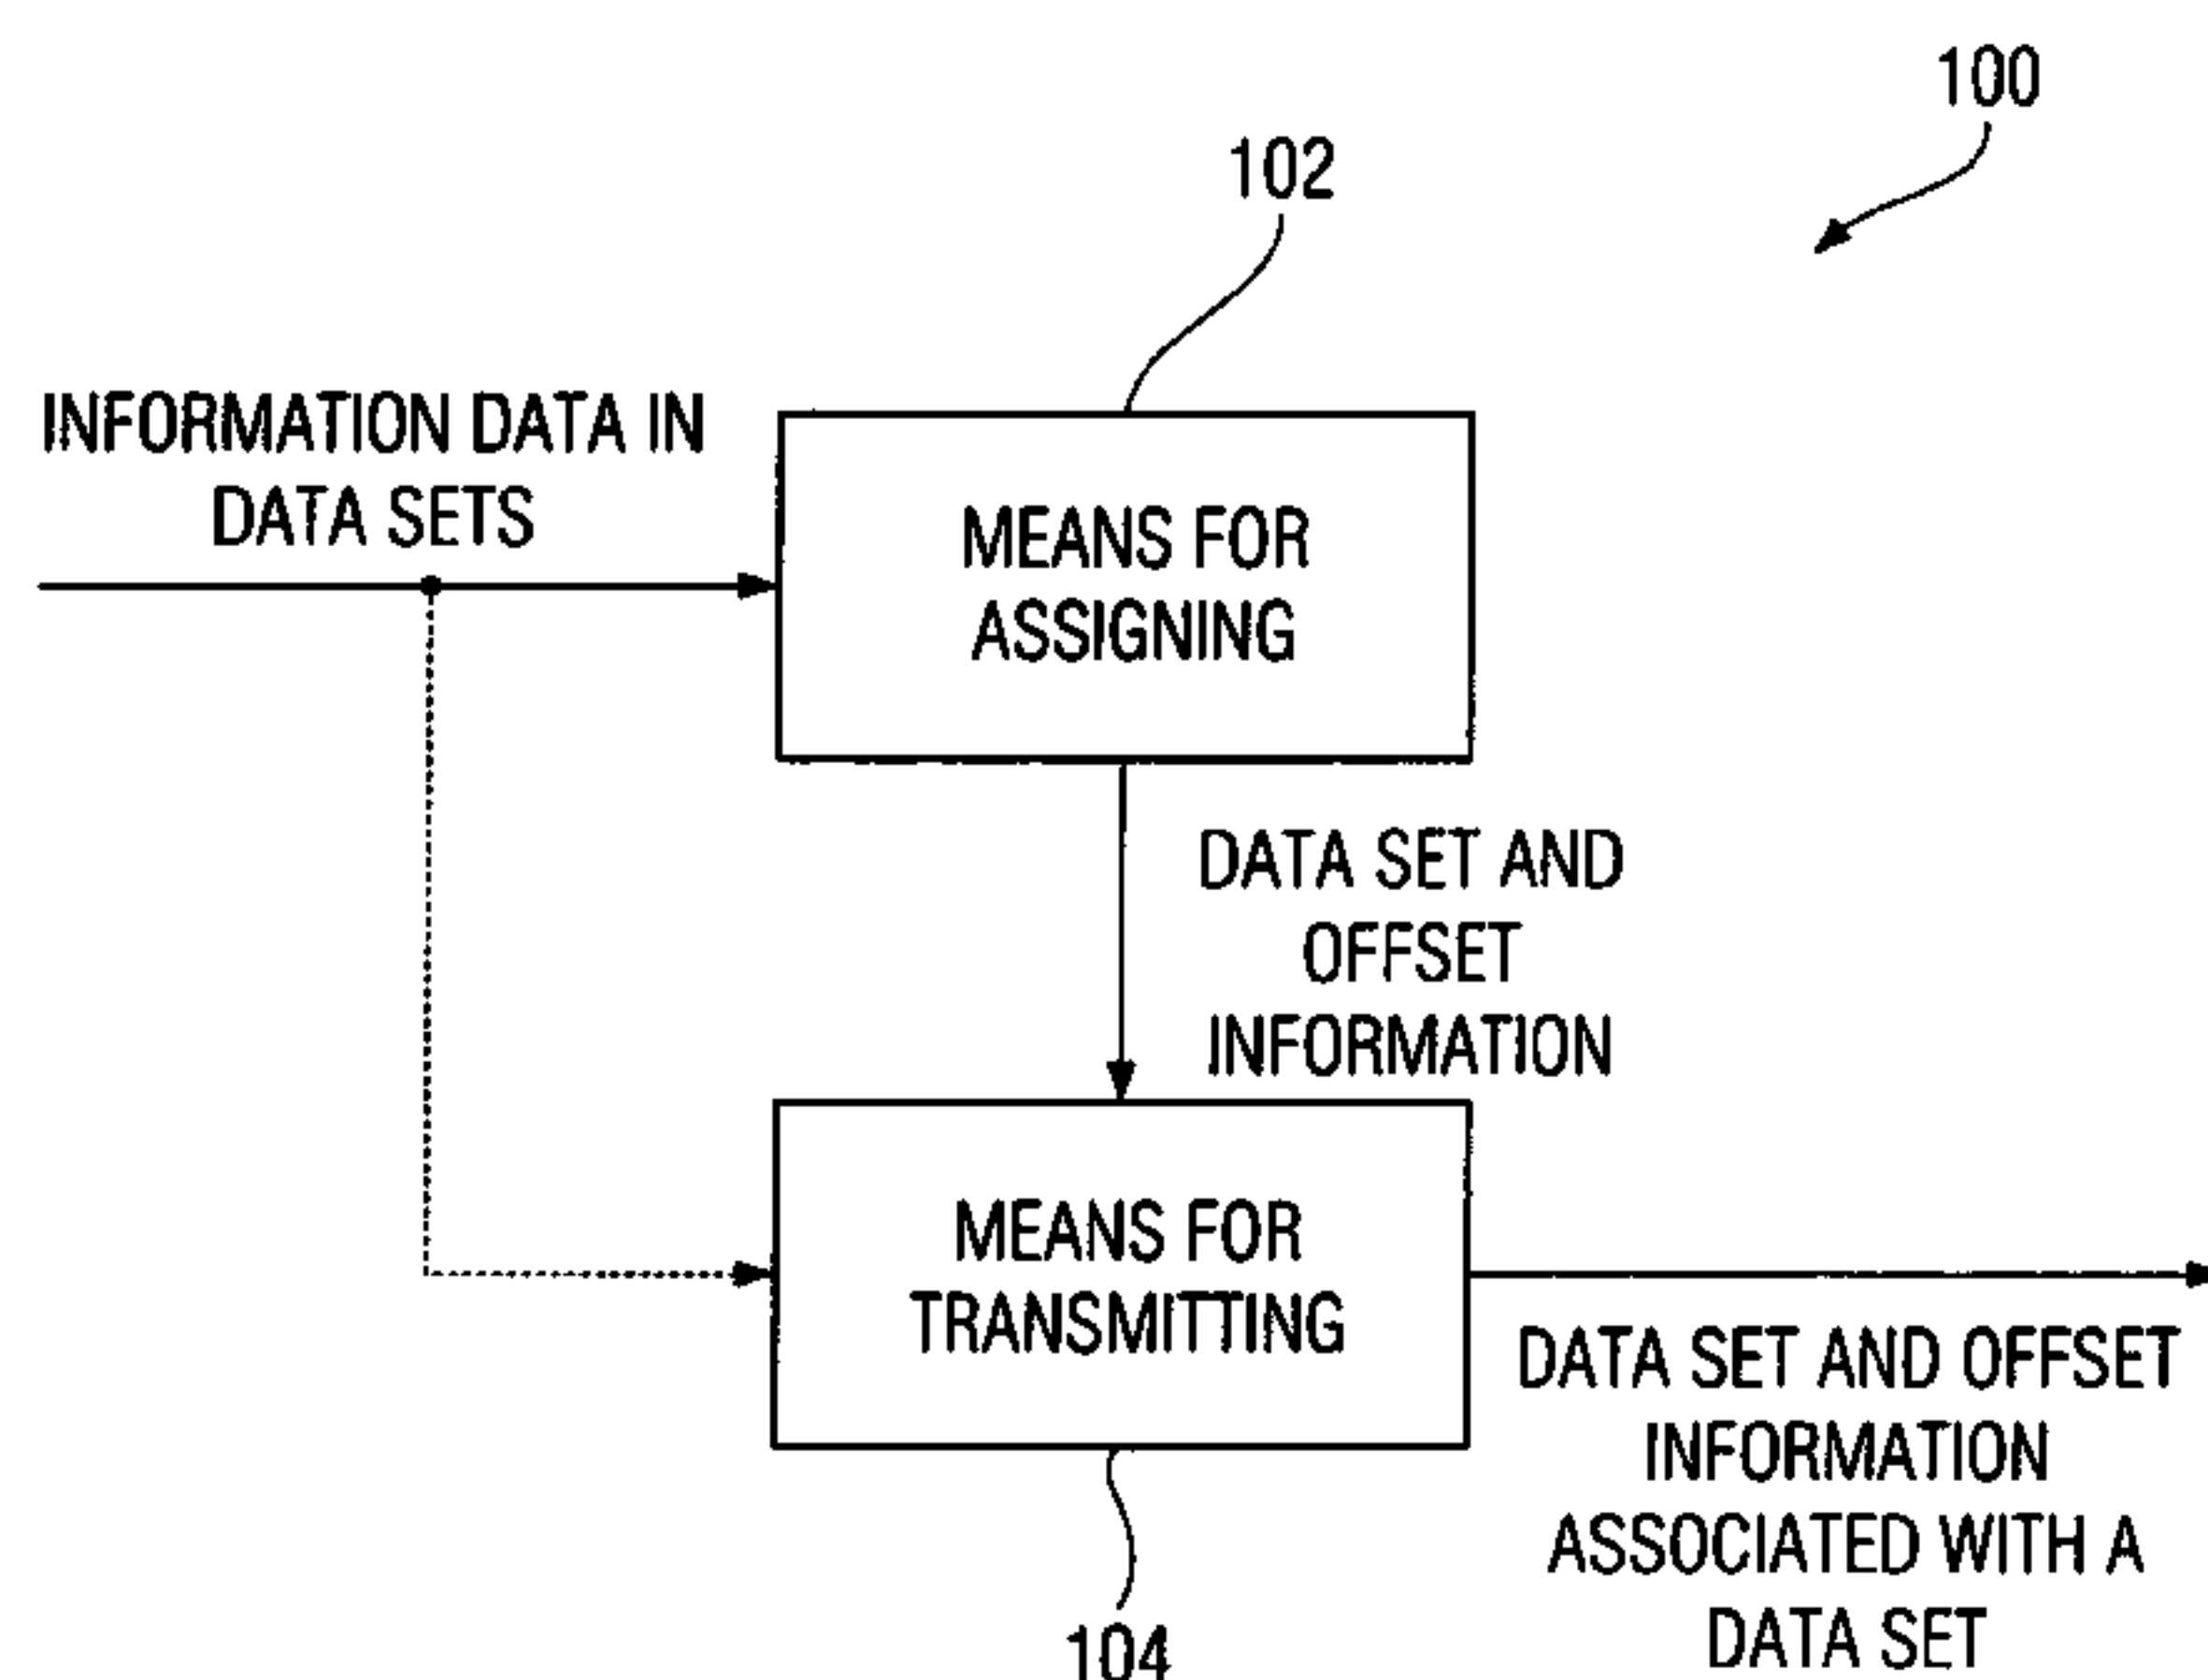 100
102
INFORMATION DATA IN
DATA SETS
MEANS FOR
ASSIGNING
DATA SET AND
OFFSET
INFORMATION
MEANS FOR
TRANSMITTING
DATA SET AND OFFSET
INFORMATION
ASSOCIATED WITH A
DATA SET
104